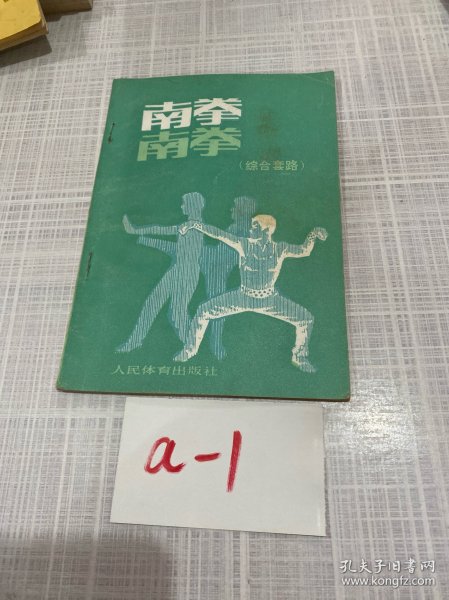 南拳
南拳
（综合套路）
人民体育出版社
a-1
孔夫子旧书网
www.kongfz.com